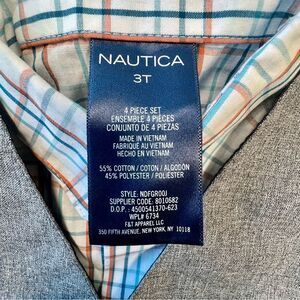 NAUTICA
3T
4 PIECE SET
ENSEMBLE 4 PIÈCES
CONJUNTO DE 4 PIEZAS
MADE IN VIETNAM
FABRIQUÉ AU VIETNAM
HECHO EN VIETNAM
55% COTTON / COTON / ALGODÓN
45% POLYESTER / POLIÉSTER
STYLE: NDFGR00J
SUPPLIER CODE: 8010682
D.O.P.: 4500541370-623
WPL# 6734
F&T APPAREL LLC
350 FIFTH AVENUE, NEW YORK, NY 10118